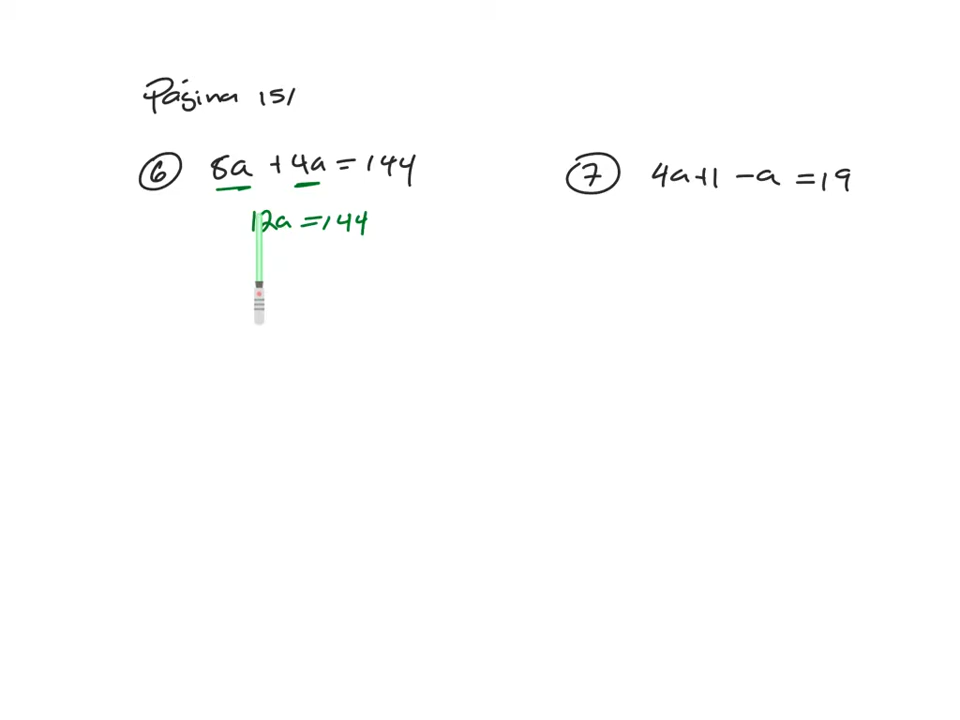 Página 151
6 8a + 4a = 144
12a = 144
7 4a + 1 - a = 19